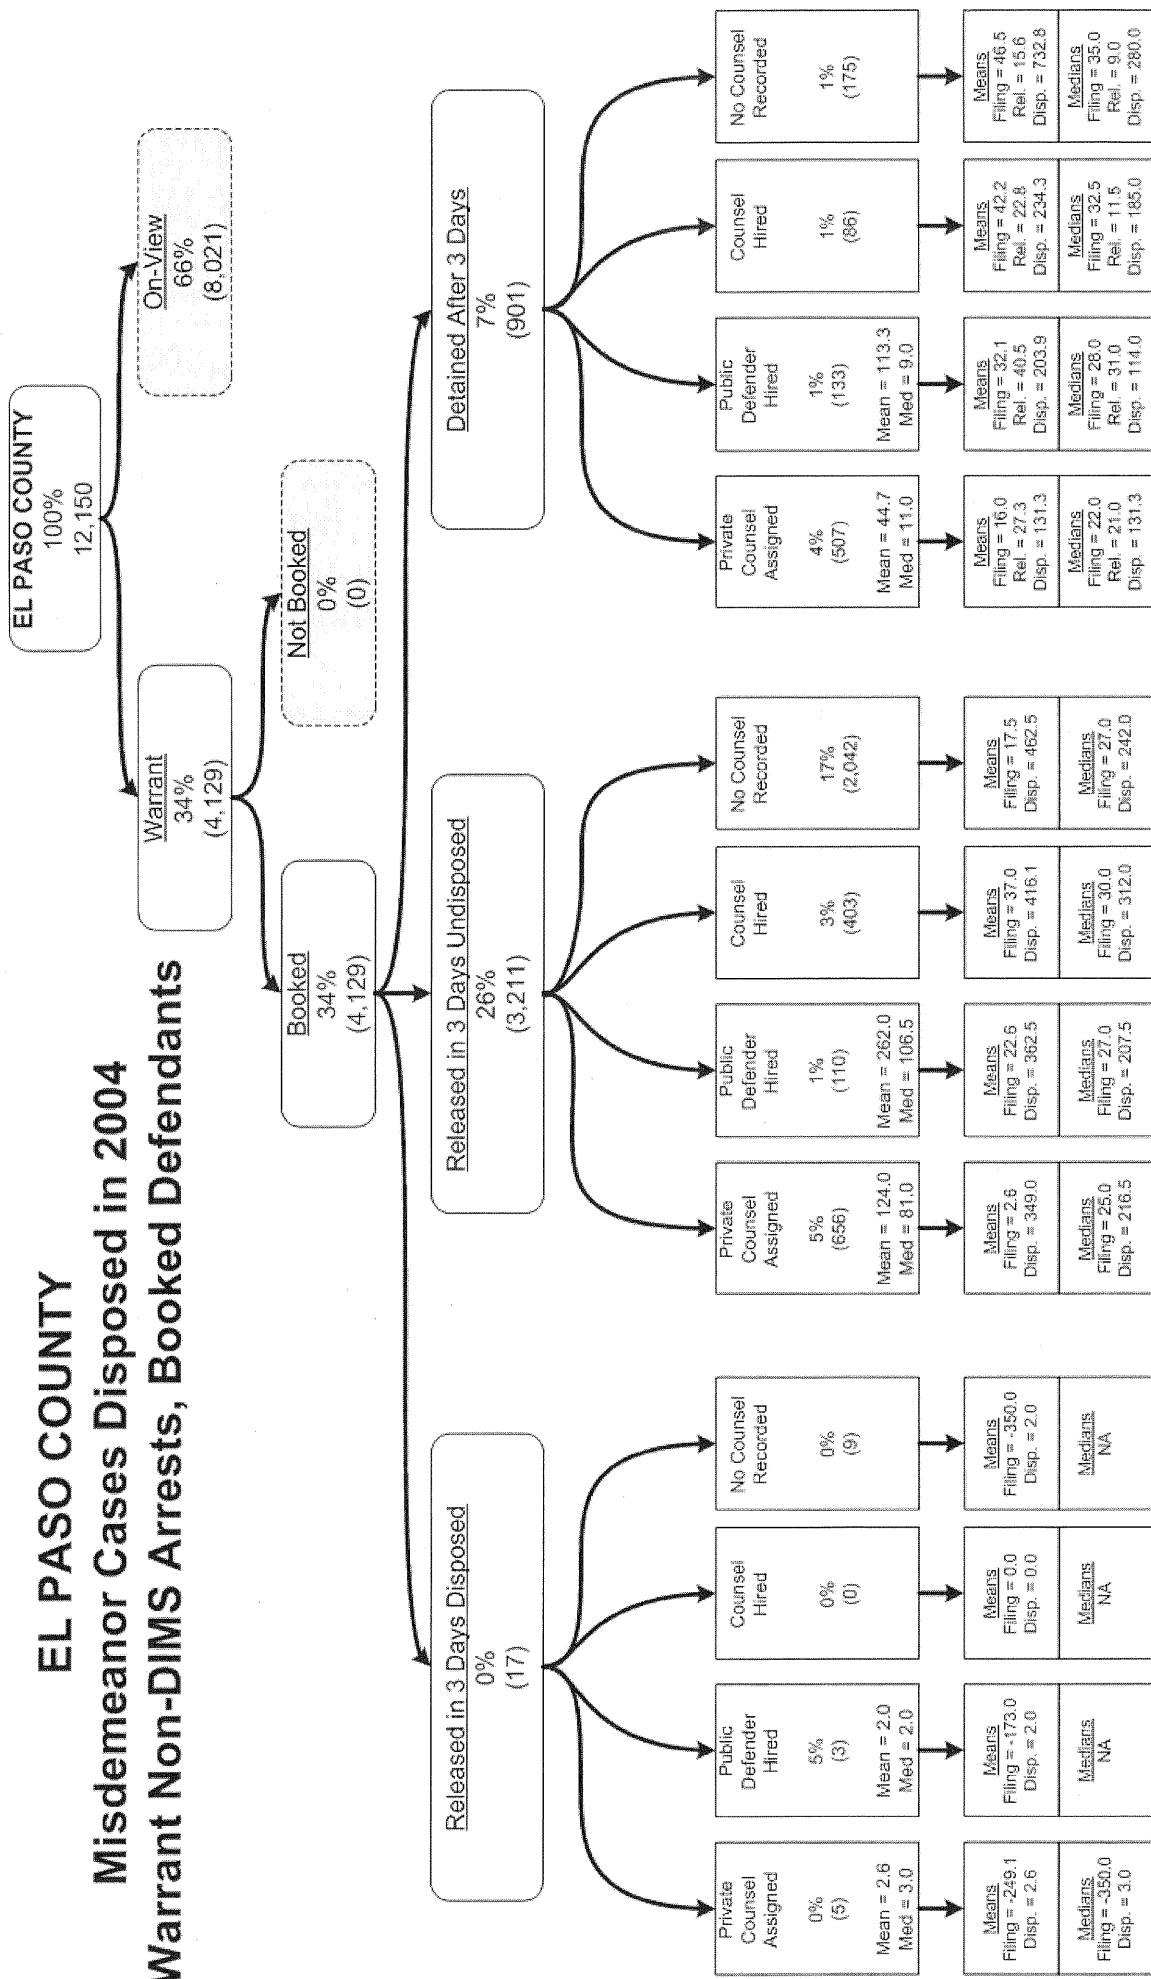 EL PASO COUNTY
Misdemeanor Cases Disposed in 2004
Warrant Non-DIMS Arrests, Booked Defendants
EL PASO COUNTY
100%
12,150
Warrant
34%
(4,129)
On-View
66%
(8,021)
Booked
34%
(4,129)
Not Booked
0%
(0)
Released in 3 Days Disposed
0%
(17)
Released in 3 Days Undisposed
26%
(3,211)
Detained After 3 Days
7%
(901)
Private
Counsel
Assigned
0%
(5)
Mean = 2.6
Med = 3.0
Public
Defender
Hired
5%
(3)
Mean = 2.0
Med = 2.0
Counsel
Hired
0%
(0)
No Counsel
Recorded
0%
(9)
Private
Counsel
Assigned
5%
(656)
Mean = 124.0
Med = 81.0
Public
Defender
Hired
1%
(110)
Mean = 262.0
Med = 106.5
Counsel
Hired
3%
(403)
No Counsel
Recorded
17%
(2,042)
Private
Counsel
Assigned
4%
(507)
Mean = 44.7
Med = 11.0
Public
Defender
Hired
1%
(133)
Mean = 113.3
Med = 9.0
Counsel
Hired
1%
(86)
No Counsel
Recorded
1%
(175)
Means
Filing = -249.1
Disp. = 2.6
Medians
Filing = -350.0
Disp. = 3.0
Means
Filing = -173.0
Disp. = 2.0
Medians
NA
Means
Filing = 0.0
Disp. = 0.0
Medians
NA
Means
Filing = -350.0
Disp. = 2.0
Medians
NA
Means
Filing = 2.6
Disp. = 349.0
Medians
Filing = 25.0
Disp. = 216.5
Means
Filing = 22.6
Disp. = 362.5
Medians
Filing = 27.0
Disp. = 207.5
Means
Filing = 37.0
Disp. = 416.1
Medians
Filing = 30.0
Disp. = 312.0
Means
Filing = 17.5
Disp. = 462.5
Medians
Filing = 27.0
Disp. = 242.0
Means
Filing = 16.0
Rel. = 27.3
Disp. = 131.3
Medians
Filing = 22.0
Rel. = 21.0
Disp. = 131.3
Means
Filing = 32.1
Rel. = 40.5
Disp. = 203.9
Medians
Filing = 28.0
Rel. = 31.0
Disp. = 114.0
Means
Filing = 42.2
Rel. = 22.8
Disp. = 234.3
Medians
Filing = 32.5
Rel. = 11.5
Disp. = 185.0
Means
Filing = 46.5
Rel. = 15.6
Disp. = 732.8
Medians
Filing = 35.0
Rel. = 9.0
Disp. = 280.0